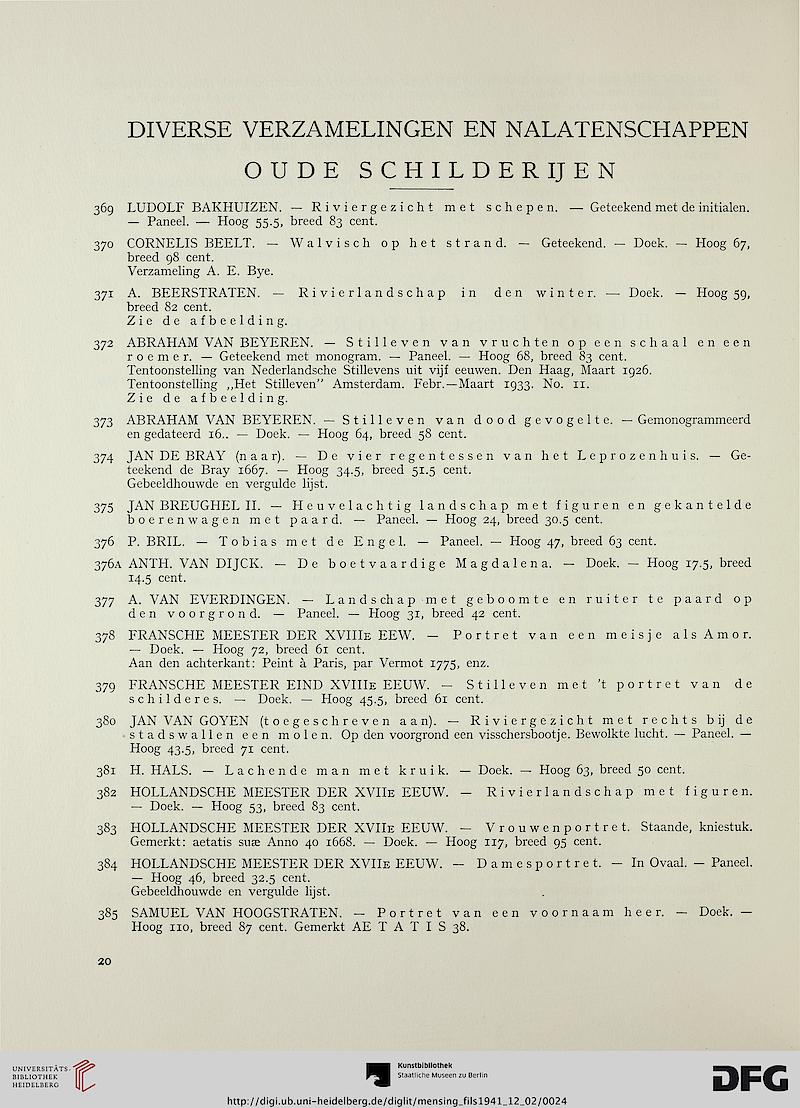 DIVERSE VERZAMELINGEN EN NALATENSCHAPPEN
OUDE SCHILDERIJEN
369 LUDOLF BAKHUIZEN. — Riviergezicht met schepen. — Geteekend met de initialen.
— Paneel. — Hoog 55.5, breed 83 cent.
370 CORNELIS BEELT. — Walvisch op het strand. — Geteekend. — Doek. — Hoog 67,
breed 98 cent.
Verzameling A. E. Bye.
371 A. BEERSTRATEN. — Rivierlandschap in den winter. — Doek. — Hoog 59,
breed 82 cent.
Zie de afbeelding.
372 ABRAHAM VAN BEYEREN. — Stilleven van vruchten op een schaal en een
roemer. — Geteekend met monogram. — Paneel. — Hoog 68, breed 83 cent.
Tentoonstelling van Nederlandsche Stillevens uit vijf eeuwen. Den Haag, Maart 1926.
Tentoonstelling „Het Stilleven” Amsterdam. Febr.—Maart 1933. No. 11.
Zie de afbeelding.
373 ABRAHAM VAN BEYEREN. — Stilleven van dood gevogelte. — Gemonogrammeerd
en gedateerd 16.. — Doek. — Hoog 64, breed 58 cent.
374 JAN DE BRAY (naar). — De vier regentessen van het Leprozenhuis. — Ge-
teekend de Bray 1667. — Hoog 34.5, breed 51.5 cent.
Gebeeldhouwde en vergulde lijst.
375 JAN BREUGHEL II. — Heuvelachtig landschap met figuren en gekantelde
boerenwagen met paard. — Paneel. — Hoog 24, breed 30.5 cent.
376 P. BRIL. — Tobias met de Engel. — Paneel. — Hoog 47, breed 63 cent.
376A ANTH. VAN DIJCK. — De boetvaardige Magdalena. — Doek. — Hoog 17.5, breed
14.5 cent.
377 A. VAN EVERDINGEN. — Landschap met geboomte en ruiter te paard op
den voorgrond. — Paneel. — Hoog 31, breed 42 cent.
378 FRANSCHE MEESTER DER XVIIIE EEW. — Portret van een meisje als Amor.
— Doek. — Hoog 72, breed 61 cent.
Aan den achterkant: Peint à Paris, par Vermot 1775, enz.
379 FRANSCHE MEESTER EIND XVIIIE EEUW. — Stilleven met 't portret van de
schilderes. — Doek. — Hoog 45.5, breed 61 cent.
380 JAN VAN GOYEN (toegeschreven aan). — Riviergezicht met rechts bij de
stadswallen een molen. Op den voorgrond een visschersbootje. Bewolkte lucht. — Paneel. —
Hoog 43.5, breed 71 cent.
381 H. HALS. — Lachende man met kruik. — Doek. — Hoog 63, breed 50 cent.
382 HOLLANDSCHE MEESTER DER XVIIE EEUW. — Rivierlandschap met figuren.
— Doek. — Hoog 53, breed 83 cent.
383 HOLLANDSCHE MEESTER DER XVIIE EEUW. — Vrouwenportret. Staande, kniestuk.
Gemerkt: aetatis suæ Anno 40 1668. — Doek. — Hoog 117, breed 95 cent.
384 HOLLANDSCHE MEESTER DER XVIIE EEUW. — Damesportret. — In Ovaal. — Paneel.
— Hoog 46, breed 32.5 cent.
Gebeeldhouwde en vergulde lijst.
385 SAMUEL VAN HOOGSTRATEN. — Portret van een voornaam heer. — Doek. —
Hoog 110, breed 87 cent. Gemerkt AE T A T I S 38.
20
UNIVERSITÄTS-
BIBLIOTHEK
HEIDELBERG
Kunstbibliothek
Staatliche Museen zu Berlin
DFG
http://digi.ub.uni-heidelberg.de/diglit/mensing_fils1941_12_02/0024